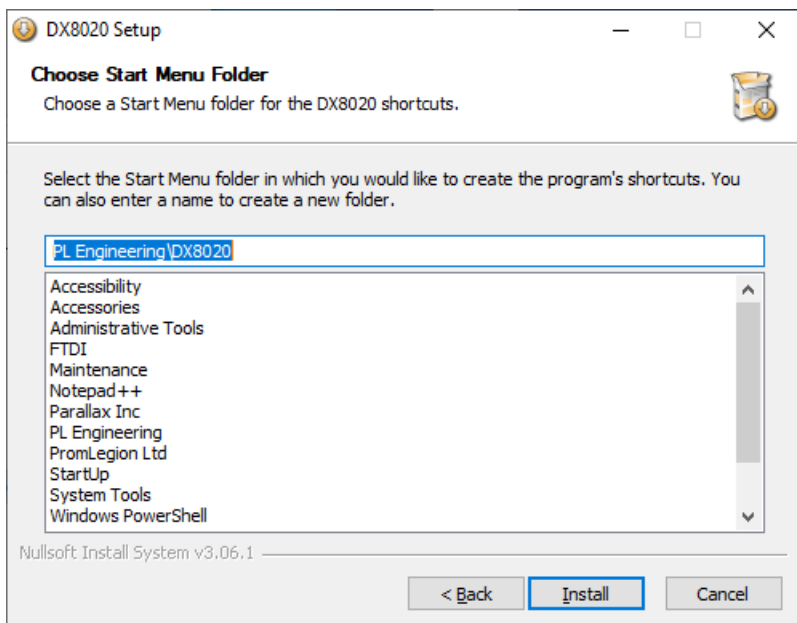 DX8020 Setup
Choose Start Menu Folder
Choose a Start Menu folder for the DX8020 shortcuts.
Select the Start Menu folder in which you would like to create the program's shortcuts. You
can also enter a name to create a new folder.
PL Engineering\DX8020
Accessibility
Accessories
Administrative Tools
FTDI
Maintenance
Notepad++
Parallax Inc
PL Engineering
PromLegion Ltd
StartUp
System Tools
Windows PowerShell
Nullsoft Install System v3.06.1
< Back
Install
Cancel